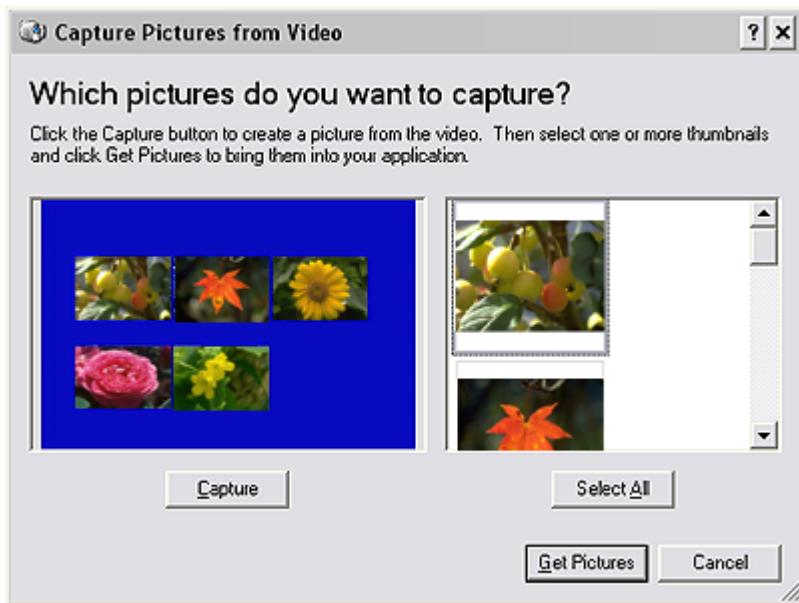 Capture Pictures from Video
Which pictures do you want to capture?
Click the Capture button to create a picture from the video. Then select one or more thumbnails
and click Get Pictures to bring them into your application.
Capture
Select All
Get Pictures
Cancel